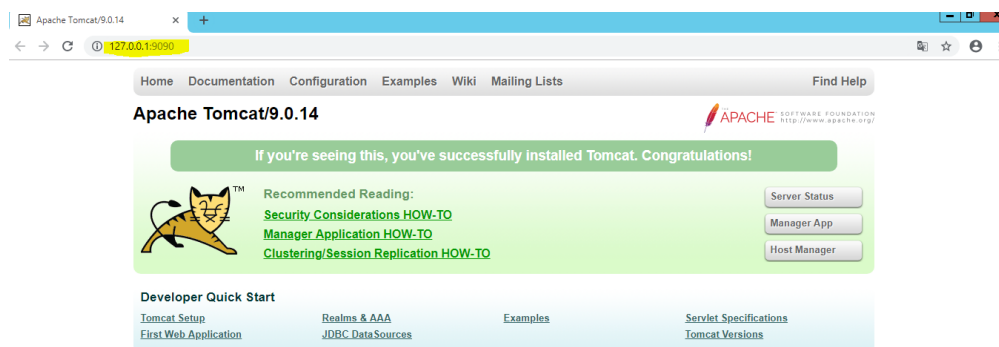 Apache Tomcat/9.0.14
127.0.0.1:9090
Home Documentation Configuration Examples Wiki Mailing Lists Find Help
Apache Tomcat/9.0.14
THE APACHE SOFTWARE FOUNDATION
http://www.apache.org/
If you're seeing this, you've successfully installed Tomcat. Congratulations!
TM
Recommended Reading:
Security Considerations HOW-TO
Manager Application HOW-TO
Clustering/Session Replication HOW-TO
Server Status
Manager App
Host Manager
Developer Quick Start
Tomcat Setup
First Web Application
Realms & AAA
JDBC DataSources
Examples
Servlet Specifications
Tomcat Versions